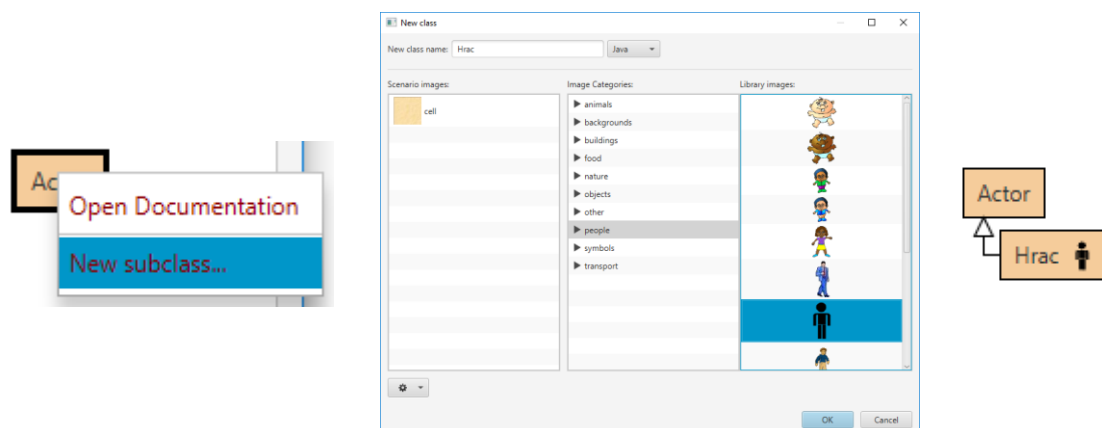 Ac
Open Documentation
New subclass...
New class
New class name: Hrac Java
Scenario images:
cell
Image Categories:
animals
backgrounds
buildings
food
nature
objects
other
people
symbols
transport
Library images:
OK Cancel
Actor
Hrac